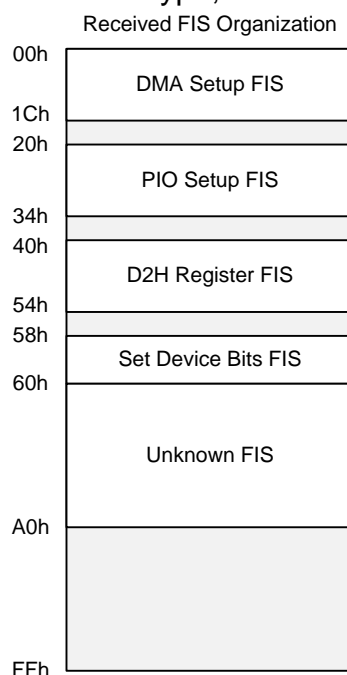 Received FIS Organization
00h
DMA Setup FIS
1Ch
20h
PIO Setup FIS
34h
40h
D2H Register FIS
54h
58h
Set Device Bits FIS
60h
Unknown FIS
A0h
FFh